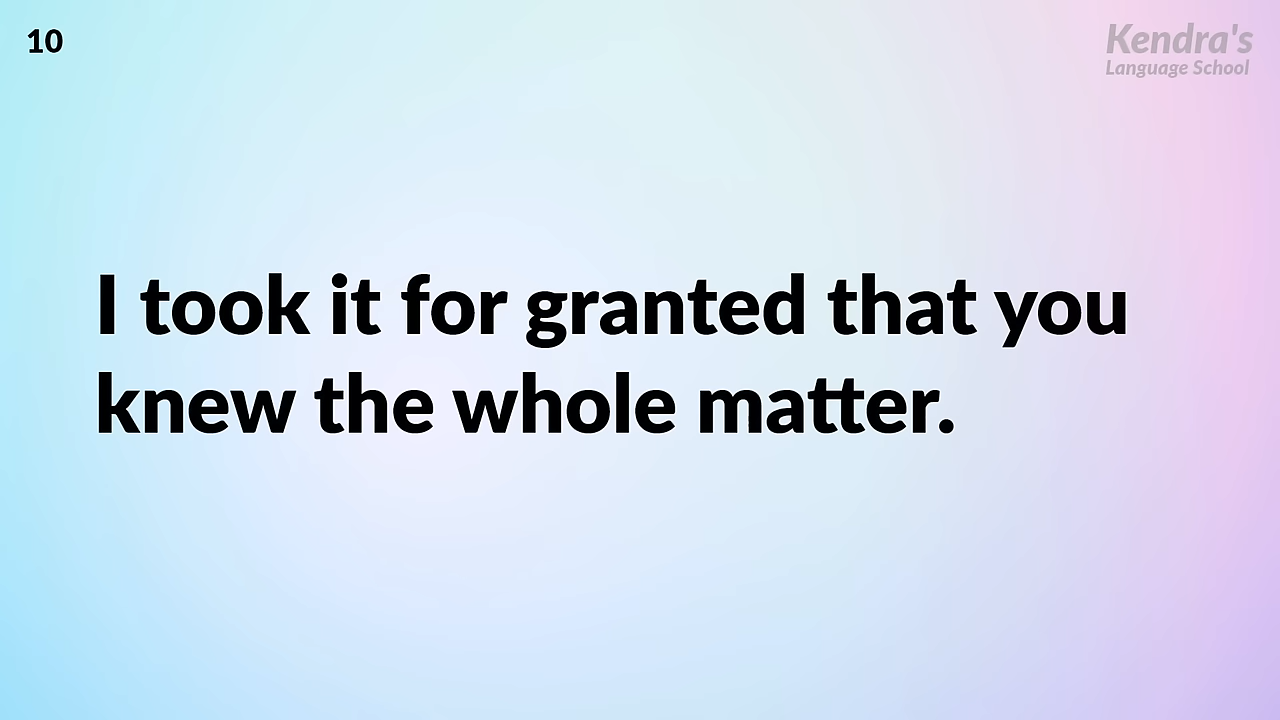 10
Kendra's
Language School
I took it for granted that you
knew the whole matter.